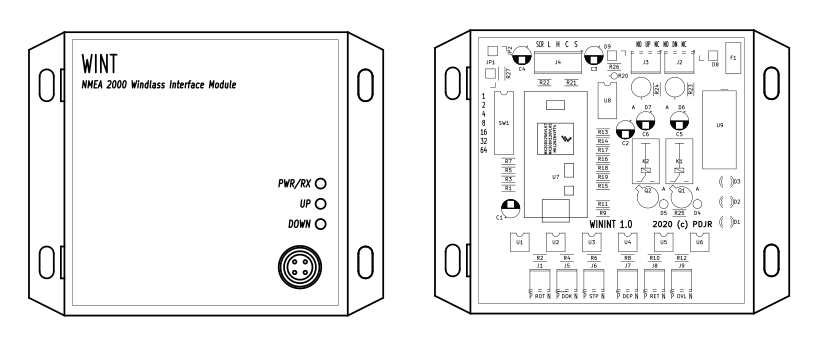 WINT
NMEA 2000 Windlass Interface Module
PWR/RX
UP
DOWN
SCR L H C S
NO UP NC NO DN NC
D9
JP1
JP2
C4
J4
C3
R26
J3
J2
D8
F1
R27
R22
R21
R20
R24
R23
1
2
4
8
16
32
64
SW1
U8
A D7
A D6
C6
C5
U9
C2
R13
R14
R17
R16
R18
R19
R15
R11
R9
R7
R5
R3
R1
U7
K2
K1
Q2
A
Q1
A
D5
R25
D4
D3
D2
D1
C1
WININT 1.0
2020 (c) PDJR
U1
U2
U3
U4
U5
U6
R2
R4
R6
R8
R10
R12
J1
J5
J6
J7
J8
J9
P ROT N
P DOK N
P STP N
P DEP N
P RET N
P OVL N